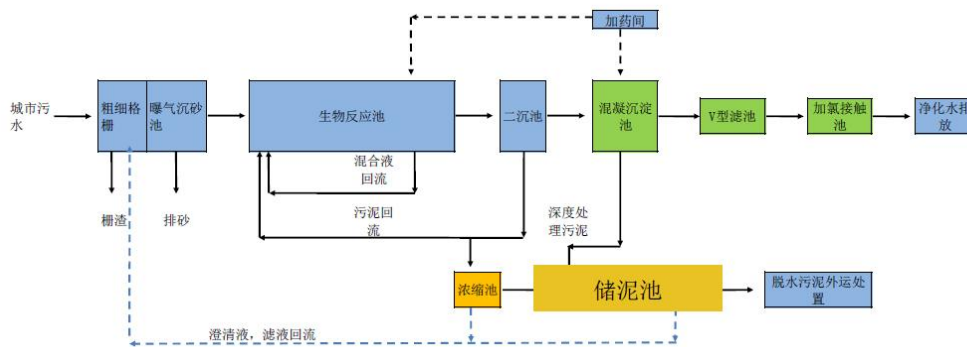 加药间
城市污
水
粗细格
栅
曝气沉砂
池
生物反应池
二沉池
混凝沉淀
池
V型滤池
加氯接触
池
净化水排
放
混合液
回流
栅渣
排砂
污泥回
流
深度处
理污泥
浓缩池
储泥池
脱水污泥外运处
置
澄清液，滤液回流